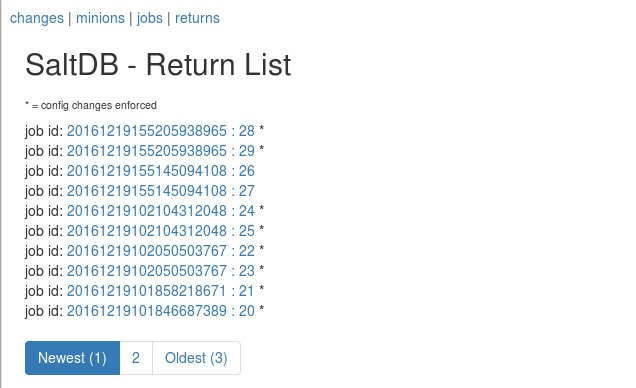 changes | minions | jobs | returns
SaltDB - Return List
* = config changes enforced
job id: 20161219155205938965 : 28 *
job id: 20161219155205938965 : 29 *
job id: 20161219155145094108 : 26
job id: 20161219155145094108 : 27
job id: 20161219102104312048 : 24 *
job id: 20161219102104312048 : 25 *
job id: 20161219102050503767 : 22 *
job id: 20161219102050503767 : 23 *
job id: 20161219101858218671 : 21 *
job id: 20161219101846687389 : 20 *
Newest (1) 2 Oldest (3)